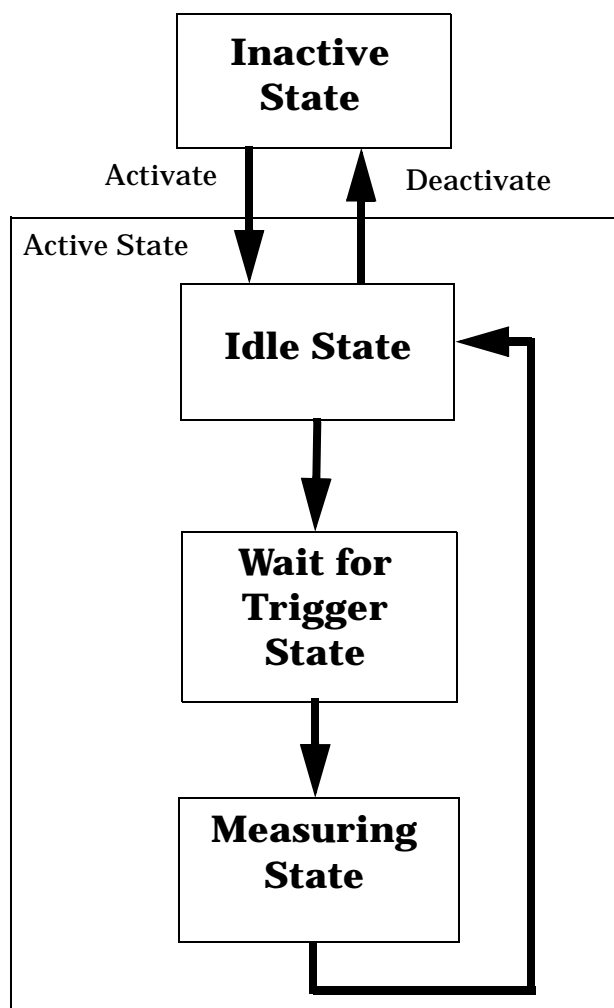 Inactive
State
Activate
Deactivate
Active State
Idle State
Wait for
Trigger
State
Measuring
State